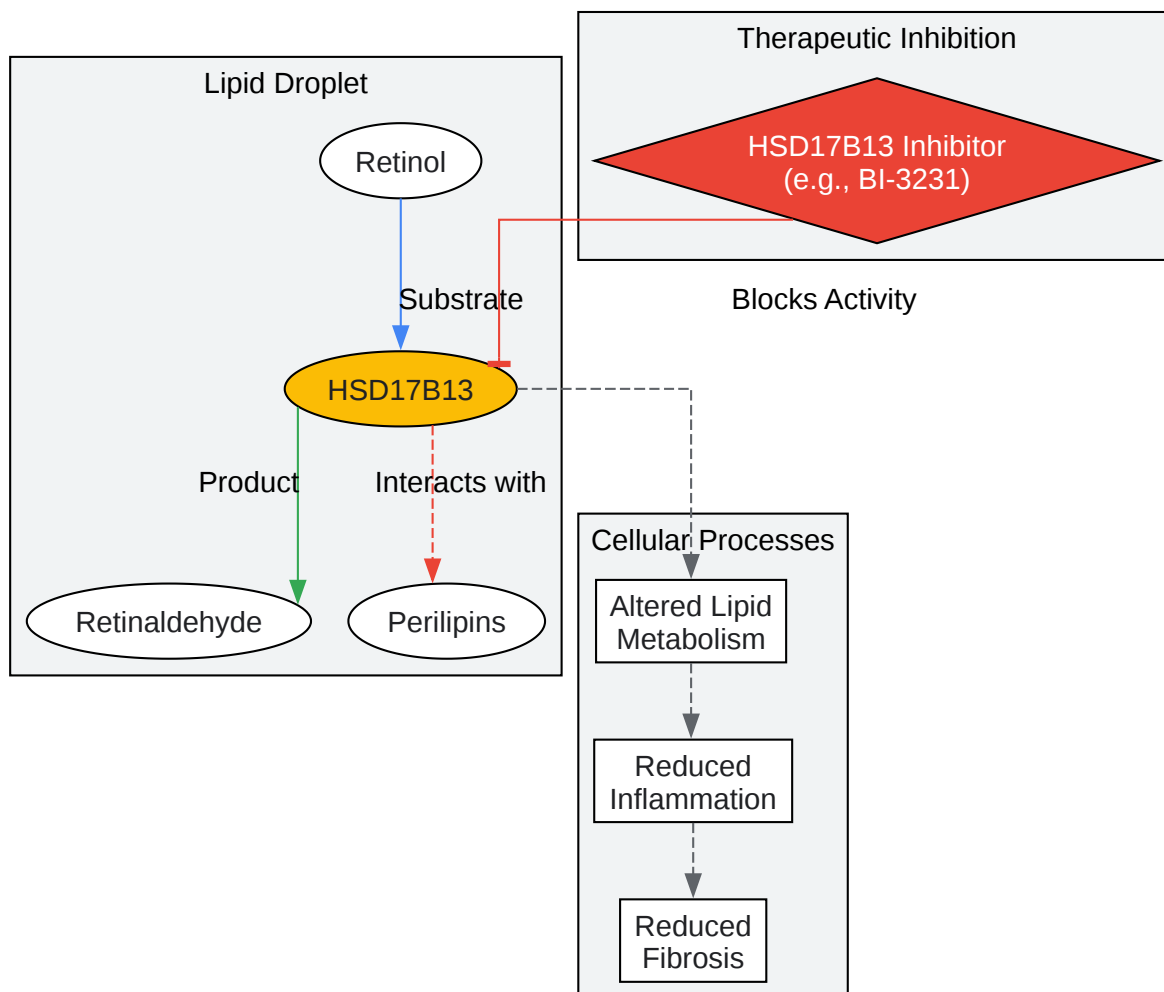 Therapeutic Inhibition
HSD17B13 Inhibitor
(e.g., BI-3231)
Blocks Activity
Lipid Droplet
Retinol
Substrate
HSD17B13
Product
Interacts with
Retinaldehyde
Perilipins
Cellular Processes
Altered Lipid
Metabolism
Reduced
Inflammation
Reduced
Fibrosis